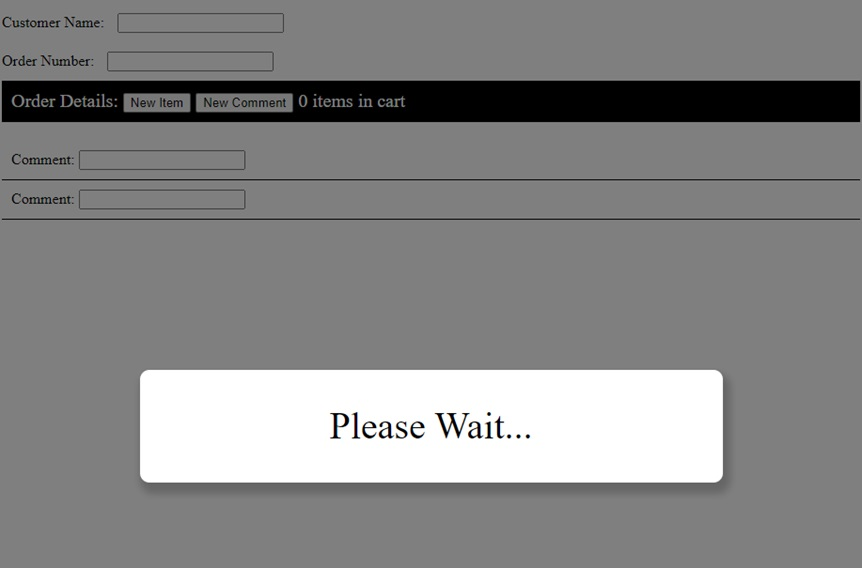 Customer Name:
Order Number:
Order Details: New Item New Comment 0 items in cart
Comment:
Comment:
Please Wait...